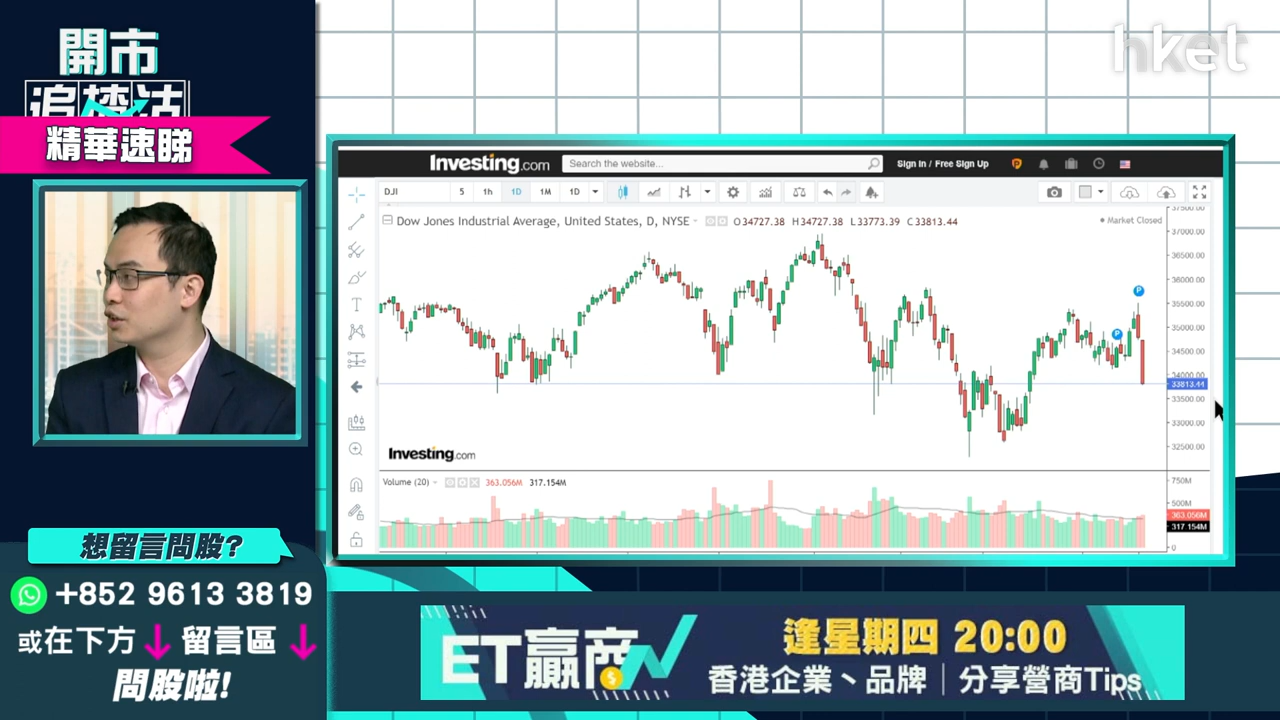 開市
追揸沽
精華速睇
hket
Investing.com
Search the website...
Sign In / Free Sign Up
DJI
5
1h
1D
1M
1D
Dow Jones Industrial Average, United States, D, NYSE
O34727.38 H34727.38 L33773.39 C33813.44
Market Closed
37500.00
37000.00
36500.00
36000.00
35500.00
35000.00
34500.00
34000.00
33813.44
33500.00
33000.00
32500.00
P
P
Investing.com
Volume (20)
363.056M
317.154M
750M
500M
363.056M
317.154M
0
想留言問股?
+852 9613 3819
或在下方
留言區
問股啦!
ET贏商
逢星期四 20:00
香港企業、品牌｜分享營商Tips